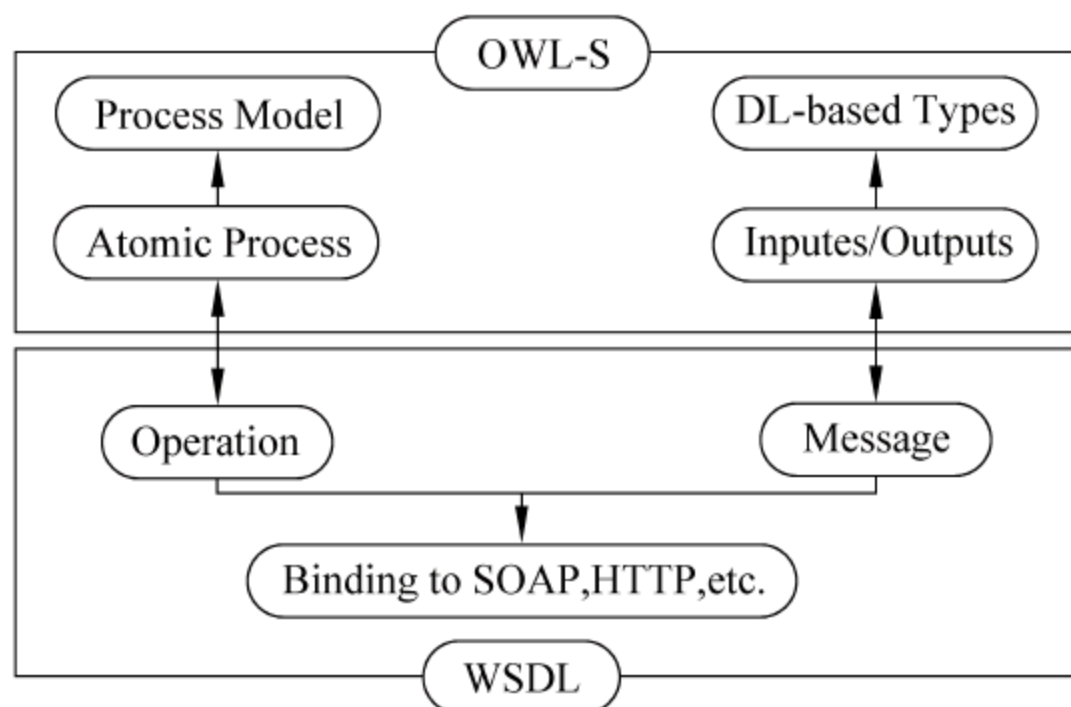 OWL-S
Process Model
DL-based Types
Atomic Process
Inputes/Outputs
Operation
Message
Binding to SOAP,HTTP,etc.
WSDL